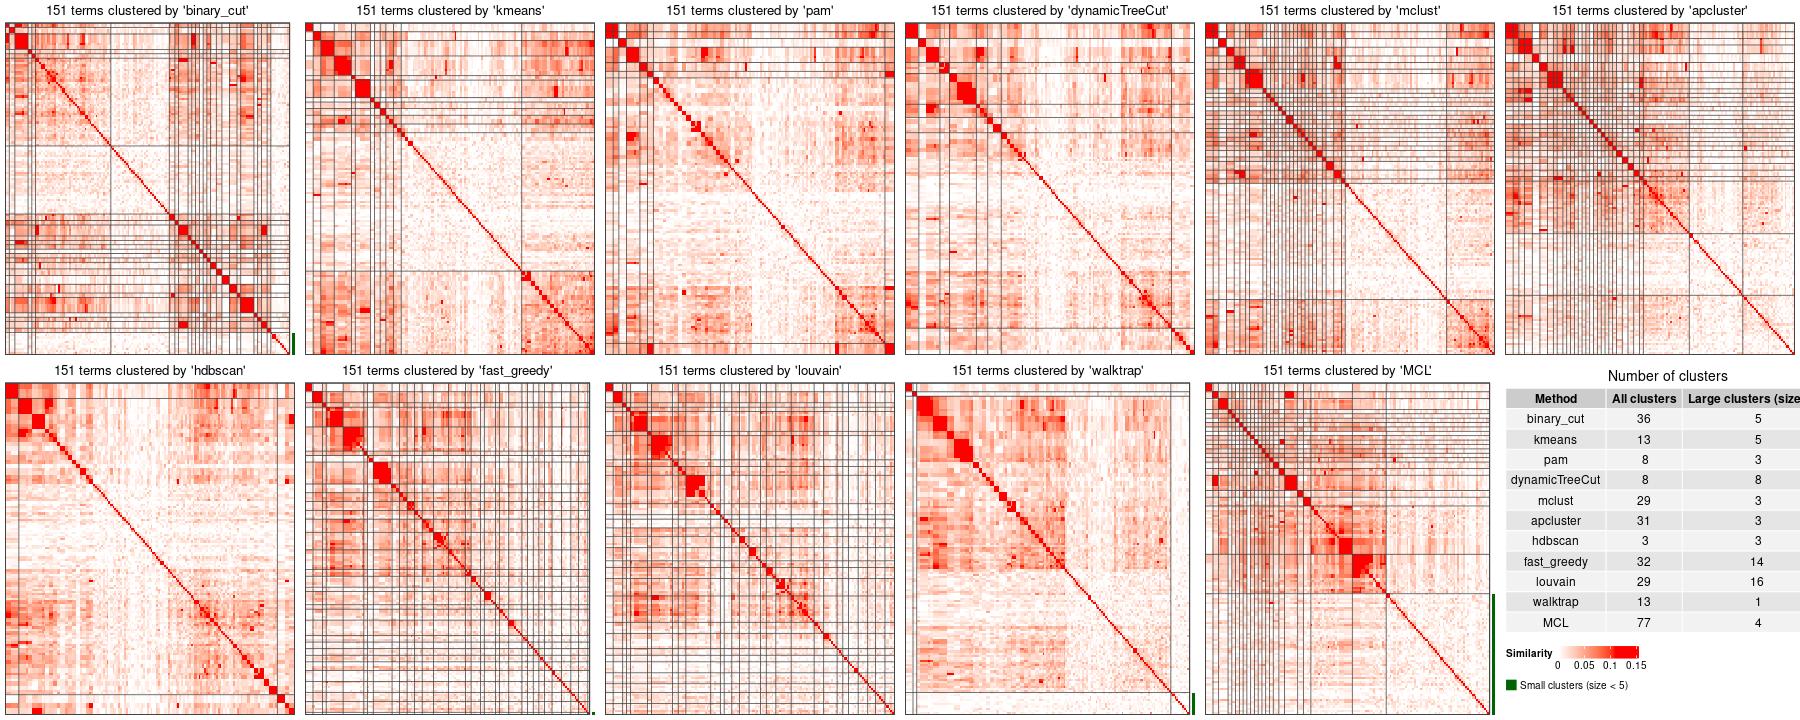 151 terms clustered by 'binary_cut'
151 terms clustered by 'kmeans'
151 terms clustered by 'pam'
151 terms clustered by 'dynamicTreeCut'
151 terms clustered by 'mclust'
151 terms clustered by 'apcluster'
151 terms clustered by 'hdbscan'
151 terms clustered by 'fast_greedy'
151 terms clustered by 'louvain'
151 terms clustered by 'walktrap'
151 terms clustered by 'MCL'
Number of clusters
Method All clusters Large clusters (size
binary_cut 36 5
kmeans 13 5
pam 8 3
dynamicTreeCut 8 8
mclust 29 3
apcluster 31 3
hdbscan 3 3
fast_greedy 32 14
louvain 29 16
walktrap 13 1
MCL 77 4
Similarity
0 0.05 0.1 0.15
Small clusters (size < 5)